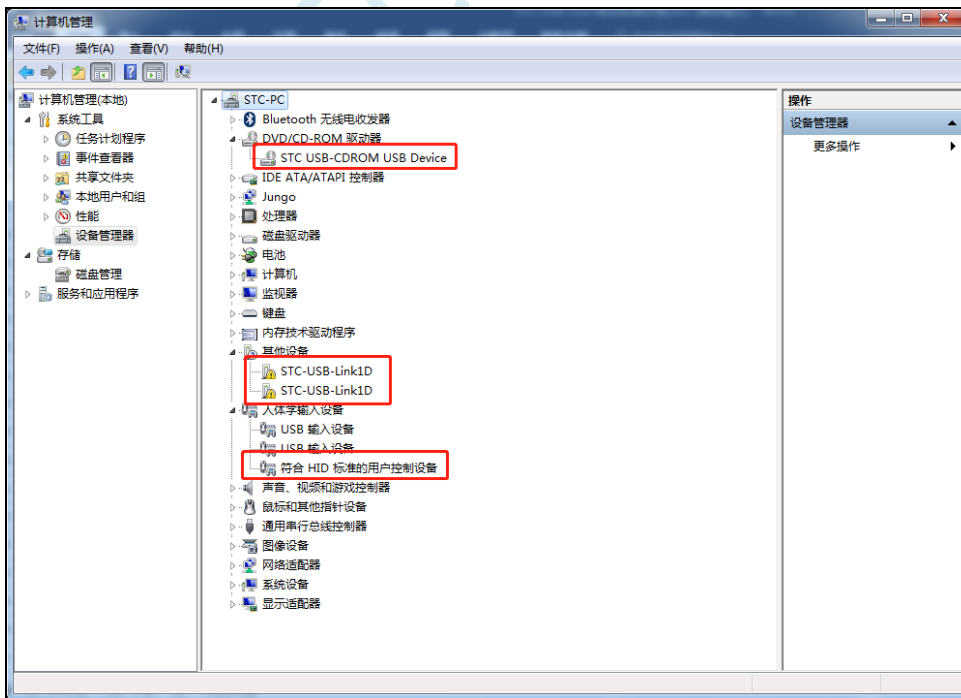 计算机管理
文件(F) 操作(A) 查看(V) 帮助(H)
计算机管理(本地)
系统工具
任务计划程序
事件查看器
共享文件夹
本地用户和组
性能
设备管理器
存储
磁盘管理
服务和应用程序
STC-PC
Bluetooth 无线电收发器
DVD/CD-ROM 驱动器
STC USB-CDROM USB Device
IDE ATA/ATAPI 控制器
Jungo
处理器
磁盘驱动器
电池
计算机
监视器
键盘
内存技术驱动程序
其他设备
STC-USB-Link1D
STC-USB-Link1D
人体学输入设备
USB 输入设备
USB 输入设备
符合 HID 标准的用户控制设备
声音、视频和游戏控制器
鼠标和其他指针设备
通用串行总线控制器
图像设备
网络适配器
系统设备
显示适配器
操作
设备管理器
更多操作